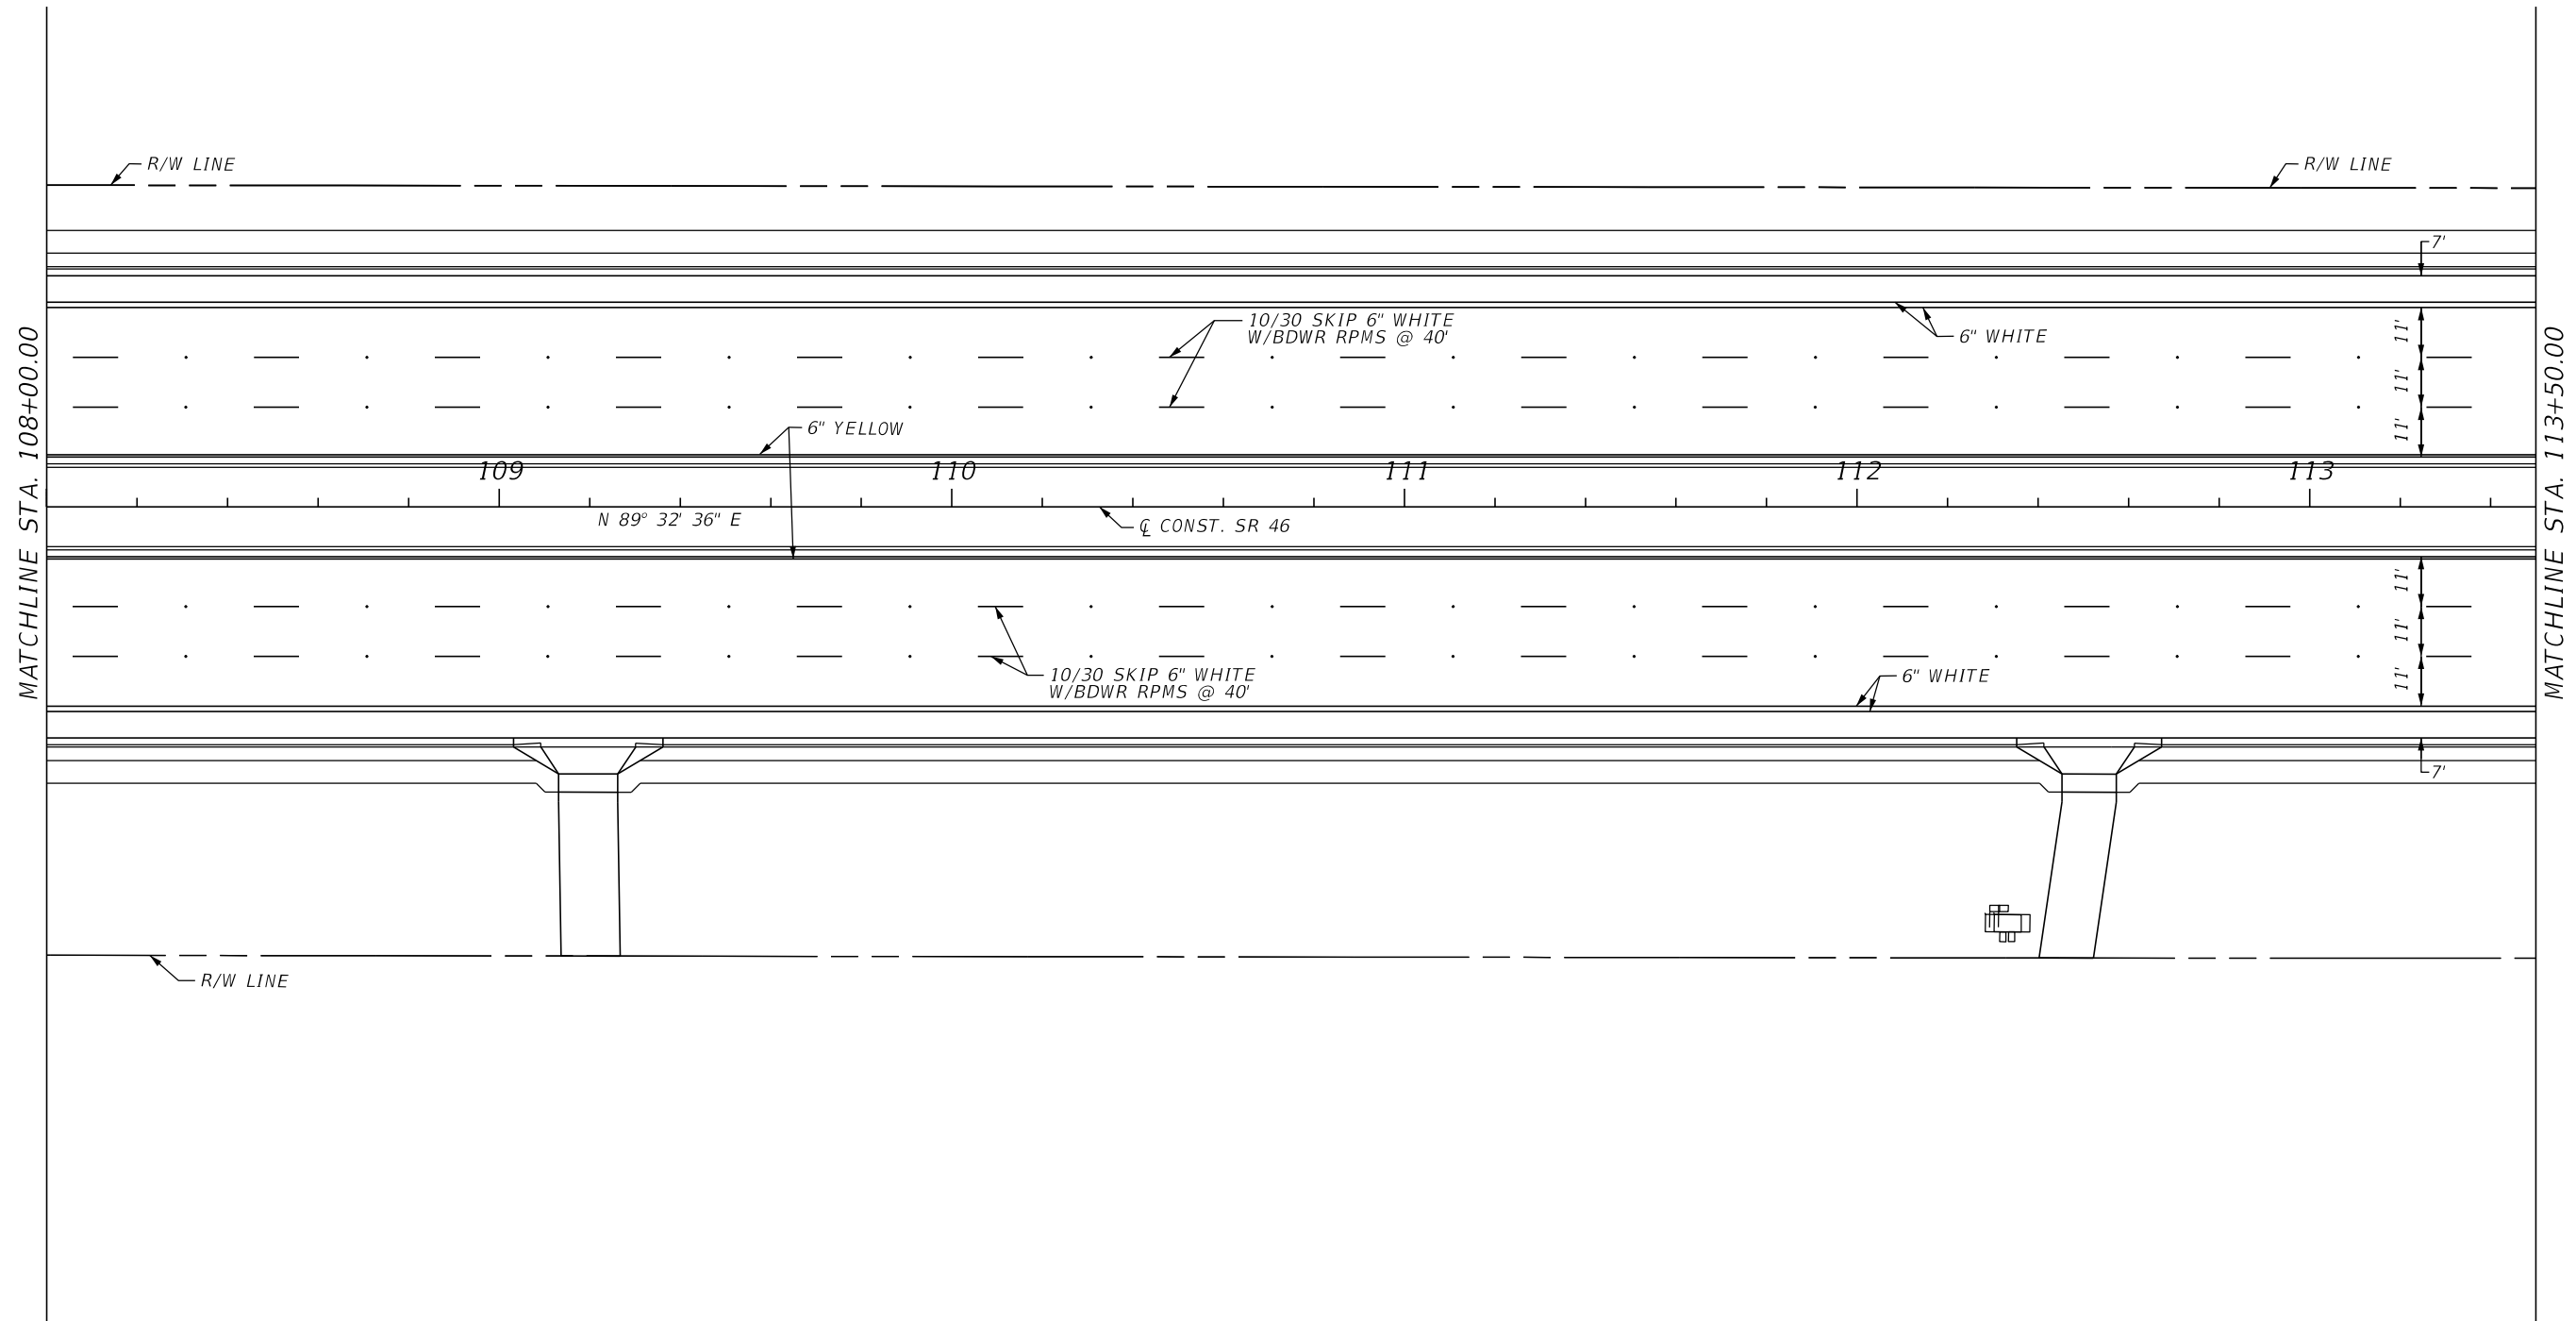 R/W LINE
R/W LINE
7'
10/30 SKIP 6" WHITE
W/BDWR RPMS @ 40'
6" WHITE
11'
11'
11'
6" YELLOW
MATCHLINE STA. 108+00.00
MATCHLINE STA. 113+50.00
109
110
111
112
113
N 89° 32' 36" E
℄ CONST. SR 46
11'
11'
11'
10/30 SKIP 6" WHITE
W/BDWR RPMS @ 40'
6" WHITE
7'
R/W LINE